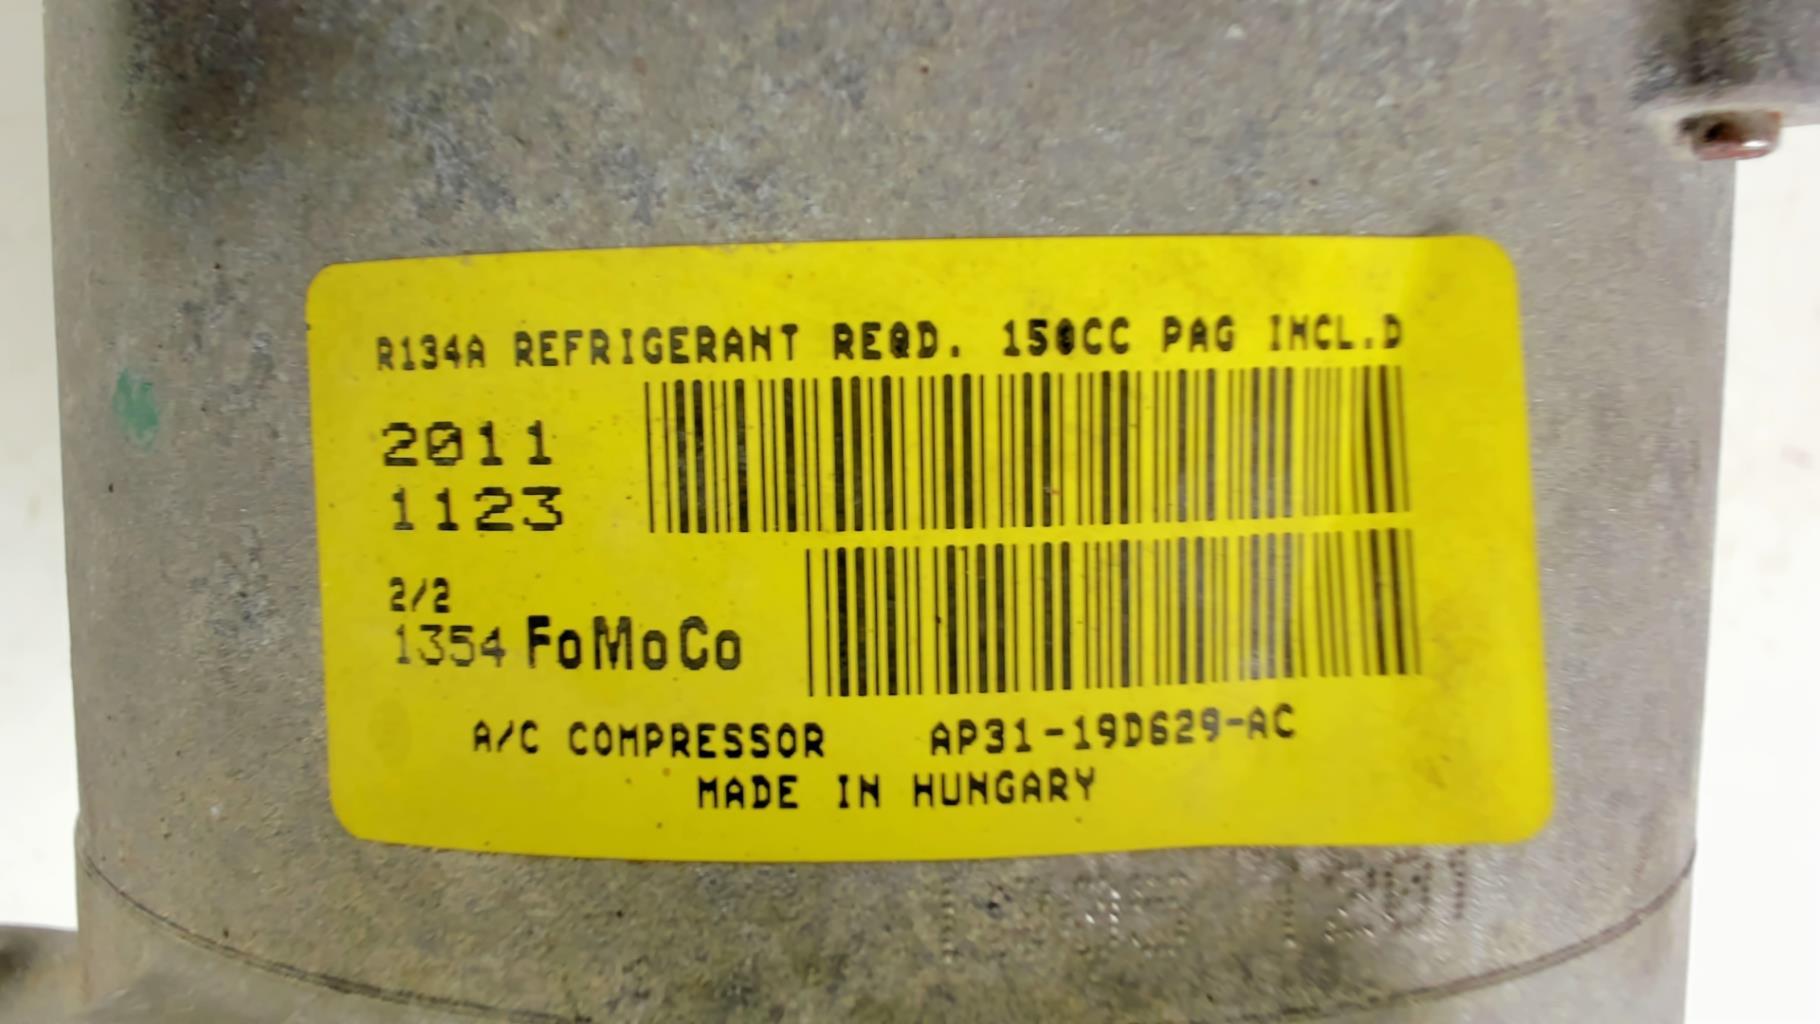 R134A REFRIGERANT REQD. 150CC PAG INCL.D
2011
1123
2/2
1354 FoMoCo
A/C COMPRESSOR AP31-19D629-AC
MADE IN HUNGARY